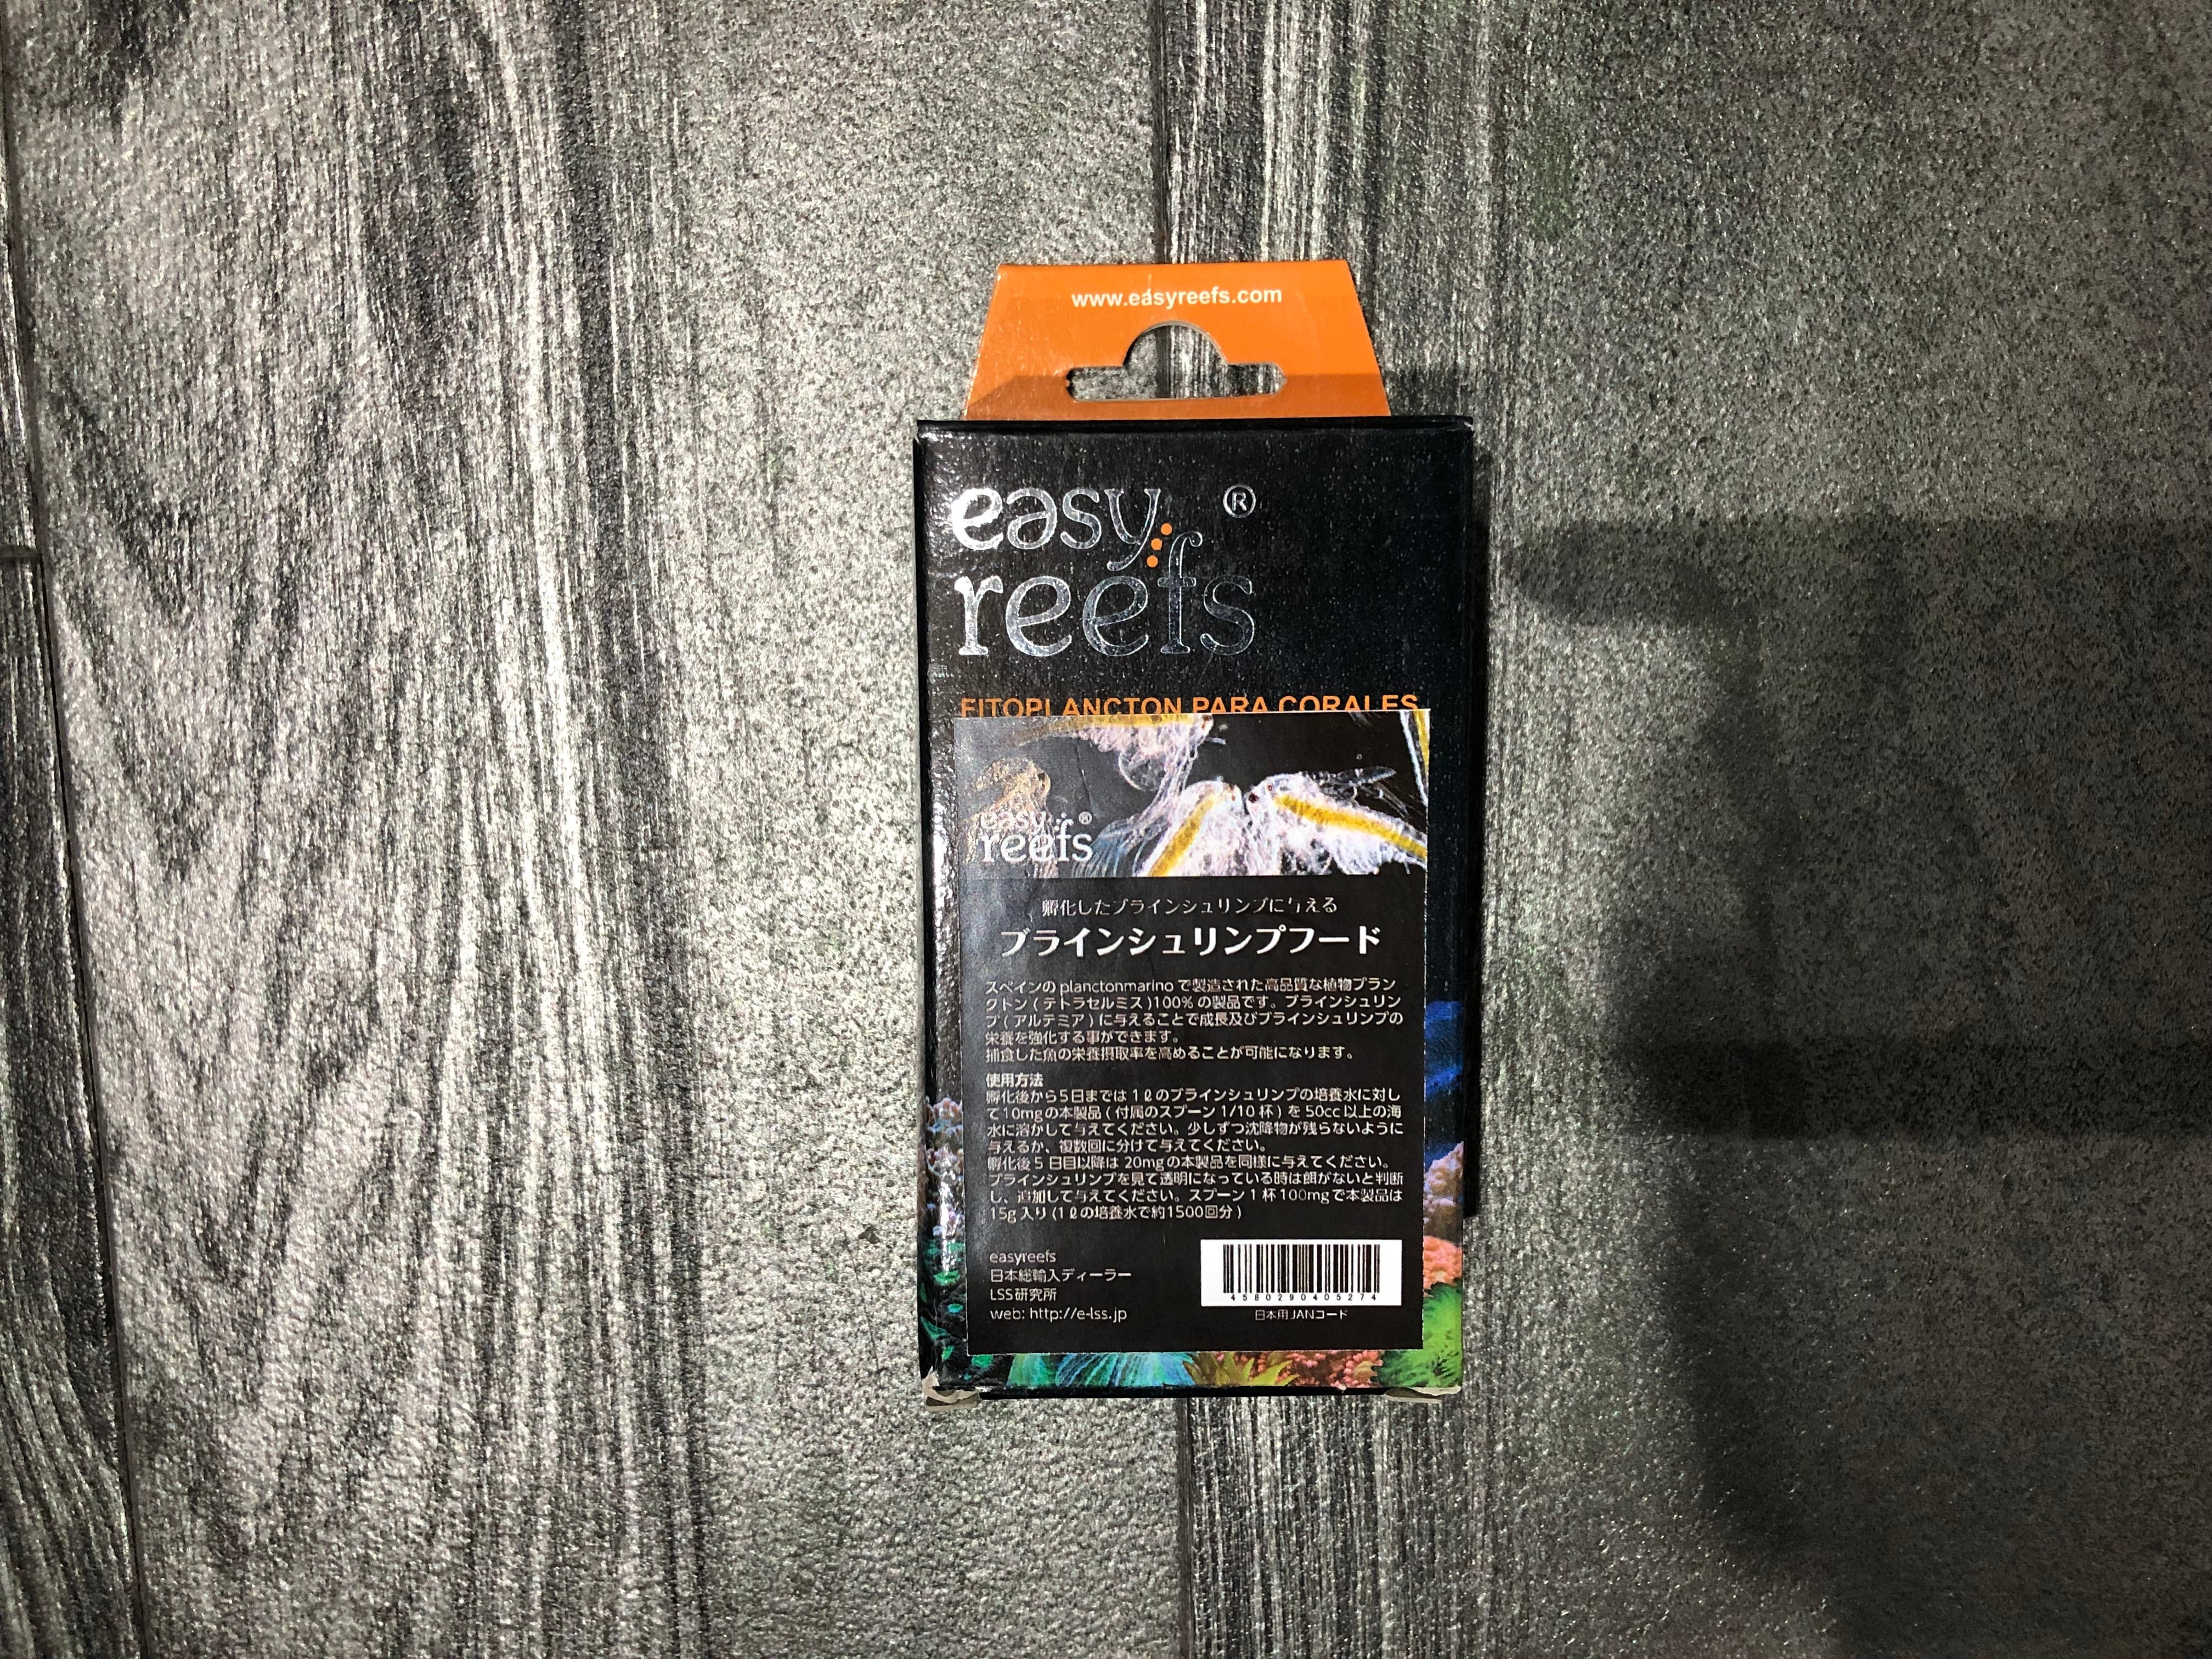 www.easyreefs.com
easy ®
reefs
FITOPLANCTON PARA CORALES
easy ®
reefs
孵化したブラインシュリンプに与える
ブラインシュリンプフード
スペインの planctonmarino で製造された高品質な植物プラン
クトン ( テトラセルミス )100% の製品です。ブラインシュリン
プ ( アルテミア ) に与えることで成長及びブラインシュリンプの
栄養を強化する事ができます。
捕食した魚の栄養摂取率を高めることが可能になります。
使用方法
孵化後から5日までは 1 ℓ のブラインシュリンプの培養水に対し
て10mgの本製品 ( 付属のスプーン 1/10 杯 ) を 50cc 以上の海
水に溶かして与えてください。少しずつ沈降物が残らないように
与えるか、複数回に分けて与えてください。
孵化後 5 日目以降は 20mg の本製品を同様に与えてください。
ブラインシュリンプを見て透明になっている時は餌がないと判断
し、追加して与えてください。スプーン 1 杯 100mg で本製品は
15g 入り (1 ℓ の培養水で約1500回分 )
easyreefs
日本総輸入ディーラー
LSS研究所
web: http://e-lss.jp
4580290405274
日本用JANコード